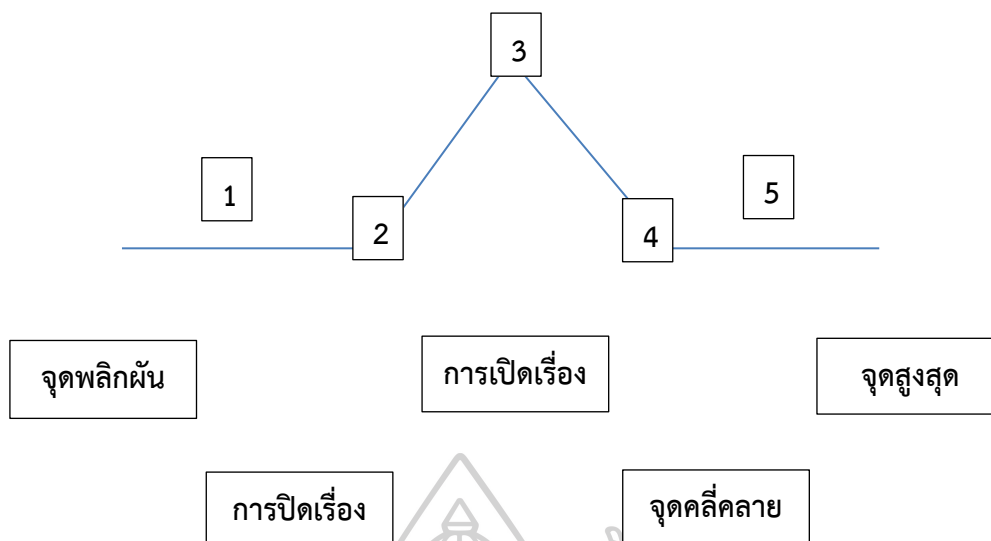 3
1
5
2
4
จุดพลิกผัน
การเปิดเรื่อง
จุดสูงสุด
การปิดเรื่อง
จุดคลี่คลาย